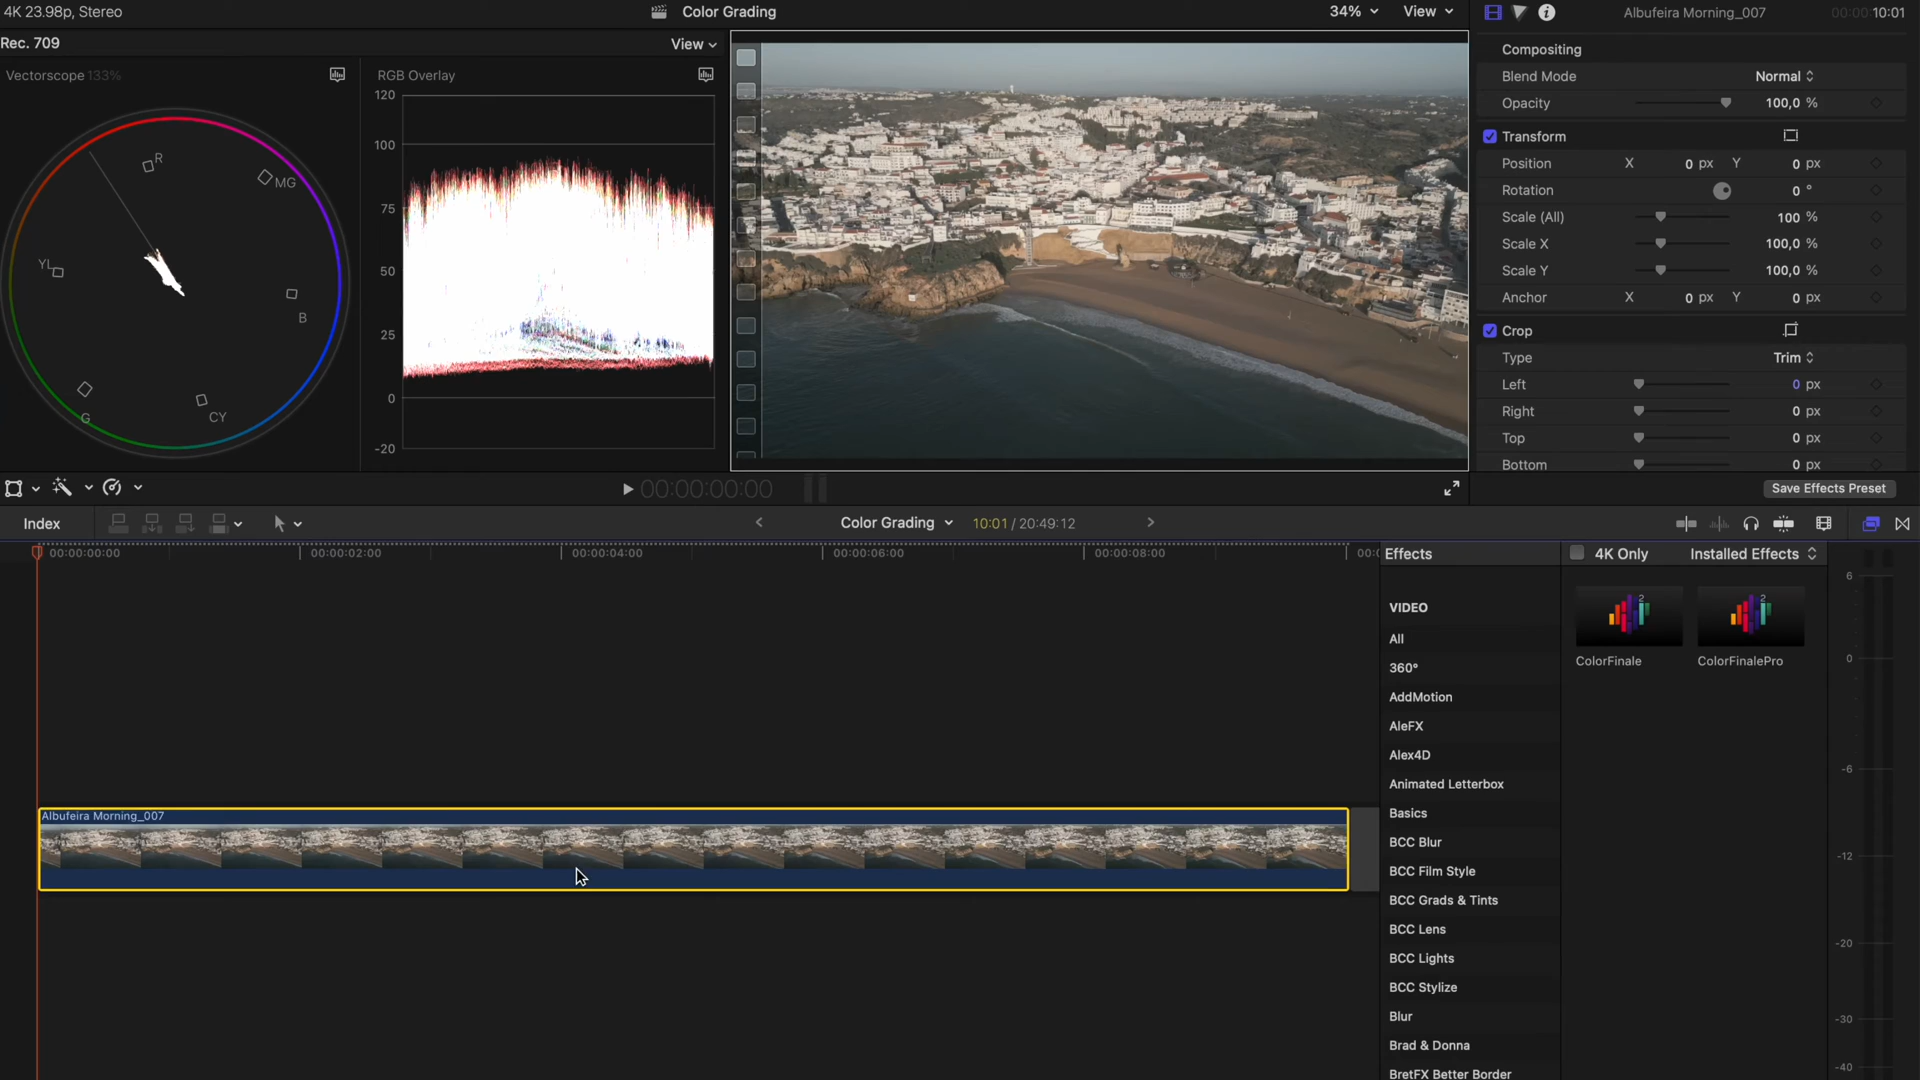 4K 23.98p, Stereo
Color Grading
34%
View
Albufeira Morning_007
00:00:10:01
Rec. 709
View
Vectorscope 133%
R
MG
YL
B
G
CY
RGB Overlay
120
100
75
50
25
0
-20
Compositing
Blend Mode
Normal
Opacity
100,0 %
Transform
Position X 0 px Y 0 px
Rotation 0 °
Scale (All) 100 %
Scale X 100,0 %
Scale Y 100,0 %
Anchor X 0 px Y 0 px
Crop
Type Trim
Left 0 px
Right 0 px
Top 0 px
Bottom 0 px
00:00:00:00
Save Effects Preset
Index
Color Grading
10:01 / 20:49:12
00:00:00:00
00:00:02:00
00:00:04:00
00:00:06:00
00:00:08:00
Albufeira Morning_007
Effects
4K Only
Installed Effects
VIDEO
All
360°
AddMotion
AleFX
Alex4D
Animated Letterbox
Basics
BCC Blur
BCC Film Style
BCC Grads & Tints
BCC Lens
BCC Lights
BCC Stylize
Blur
Brad & Donna
BretFX Better Border
2
ColorFinale
2
ColorFinalePro
6
0
-6
-12
-20
-30
-40